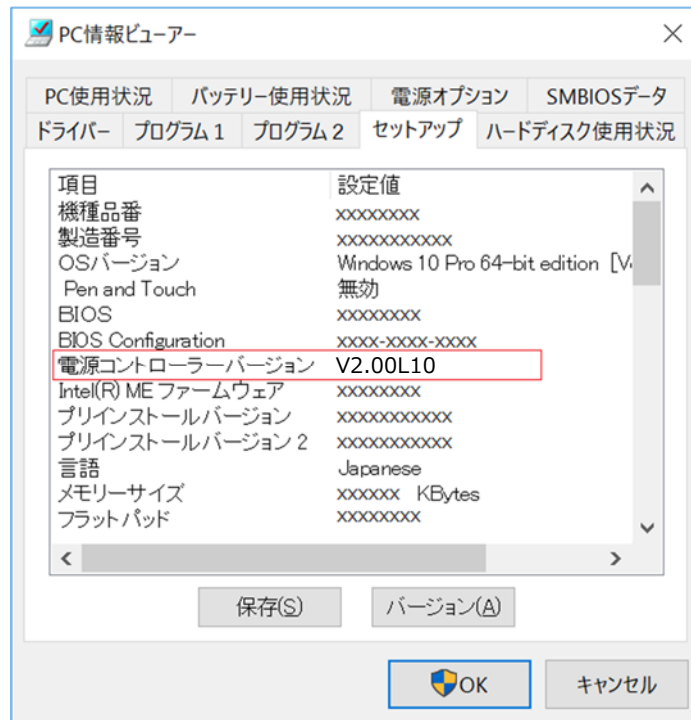 PC情報ビューアー
PC使用状況 バッテリー使用状況 電源オプション SMBIOSデータ
ドライバー プログラム 1 プログラム 2 セットアップ ハードディスク使用状況
項目 設定値
機種品番 xxxxxxxx
製造番号 xxxxxxxxxxx
OSバージョン Windows 10 Pro 64-bit edition [V
Pen and Touch 無効
BIOS xxxxxxxx
BIOS Configuration xxxx-xxxx-xxxx
電源コントローラーバージョン V2.00L10
Intel(R) ME ファームウェア xxxxxxxx
プリインストールバージョン xxxxxxxxxxx
プリインストールバージョン 2 xxxxxxxxxxx
言語 Japanese
メモリーサイズ xxxxxx KBytes
フラットパッド xxxxxxxx
保存(S) バージョン(A)
OK キャンセル